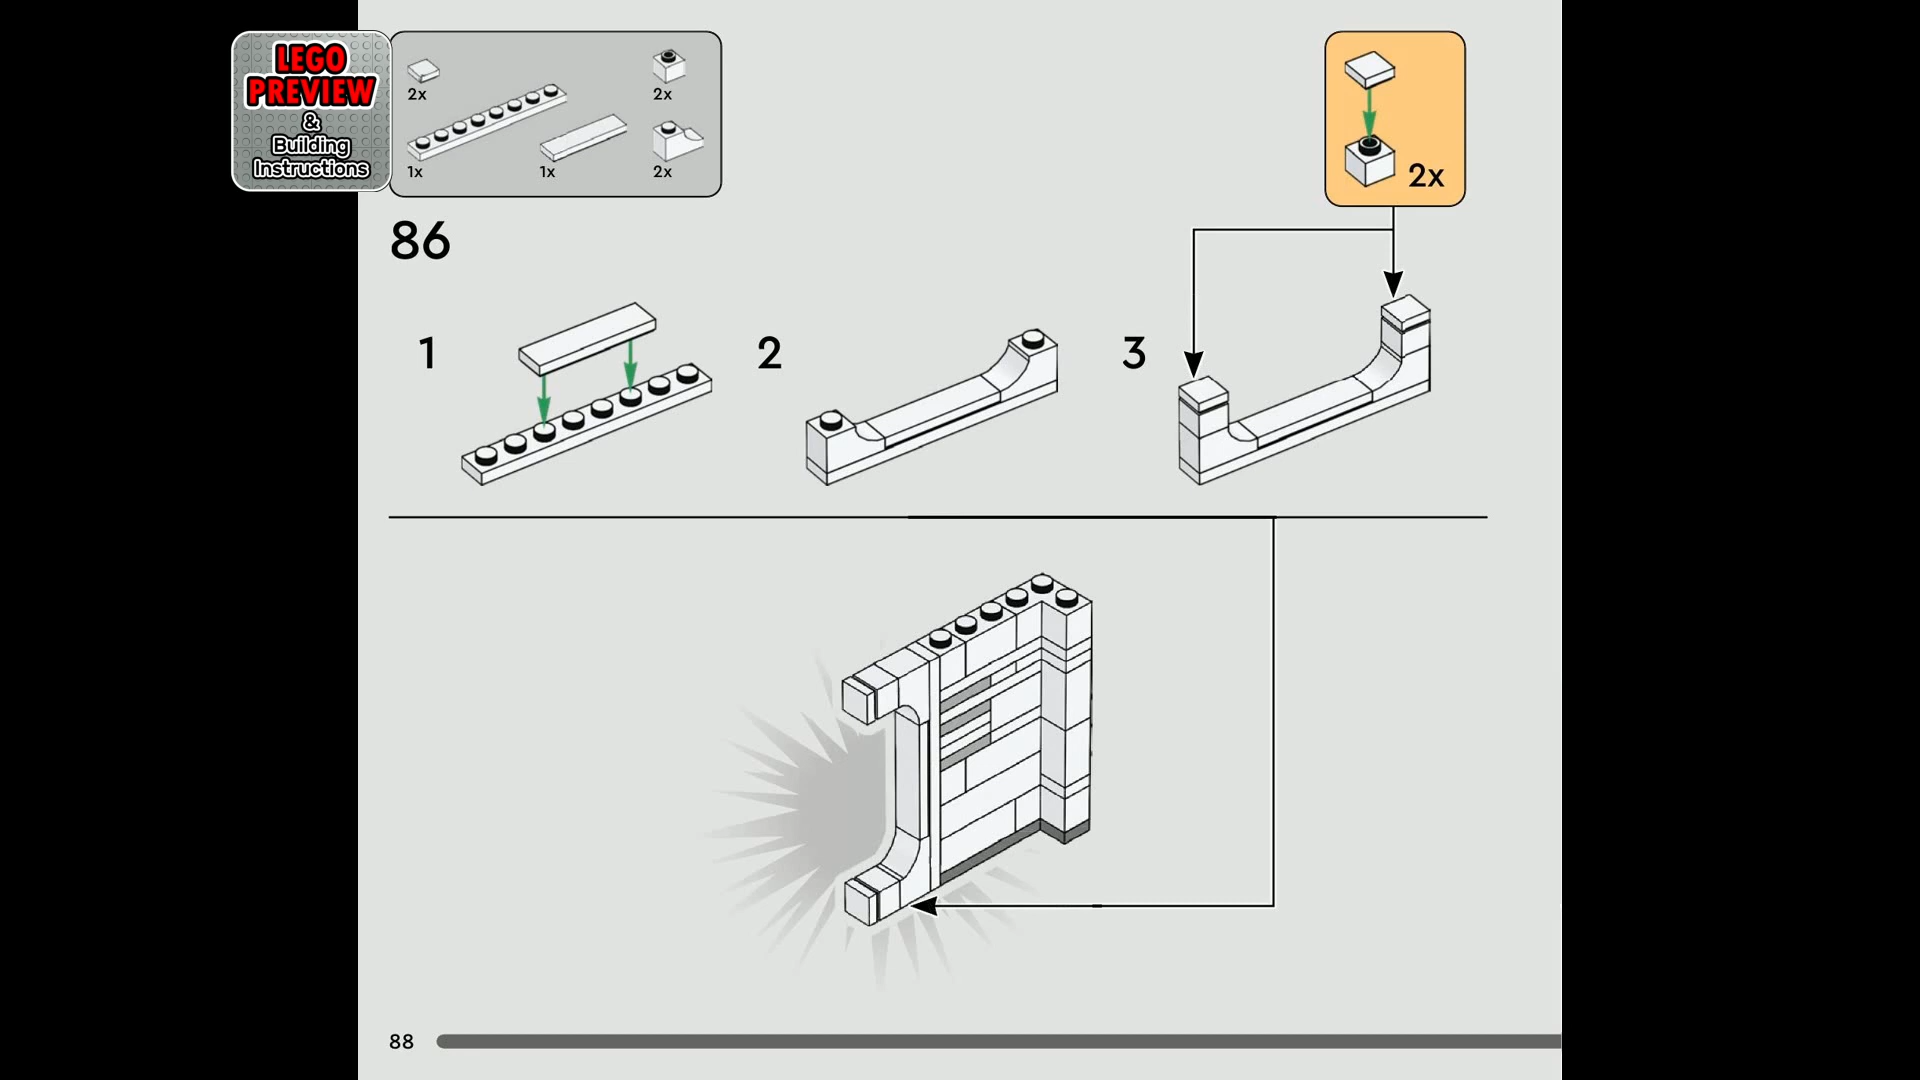 LEGO
PREVIEW
&
Building
Instructions
2x
2x
1x
1x
2x
2x
86
1
2
3
88